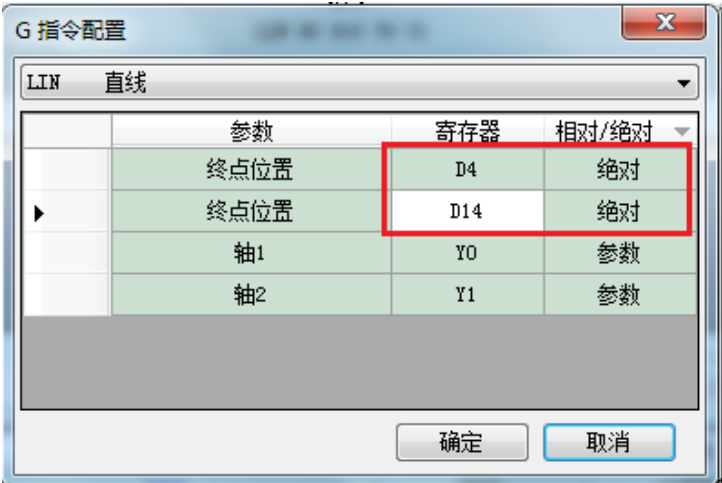 G 指令配置
LIN 直线
参数 寄存器 相对/绝对
终点位置 D4 绝对
终点位置 D14 绝对
轴1 Y0 参数
轴2 Y1 参数
确定 取消